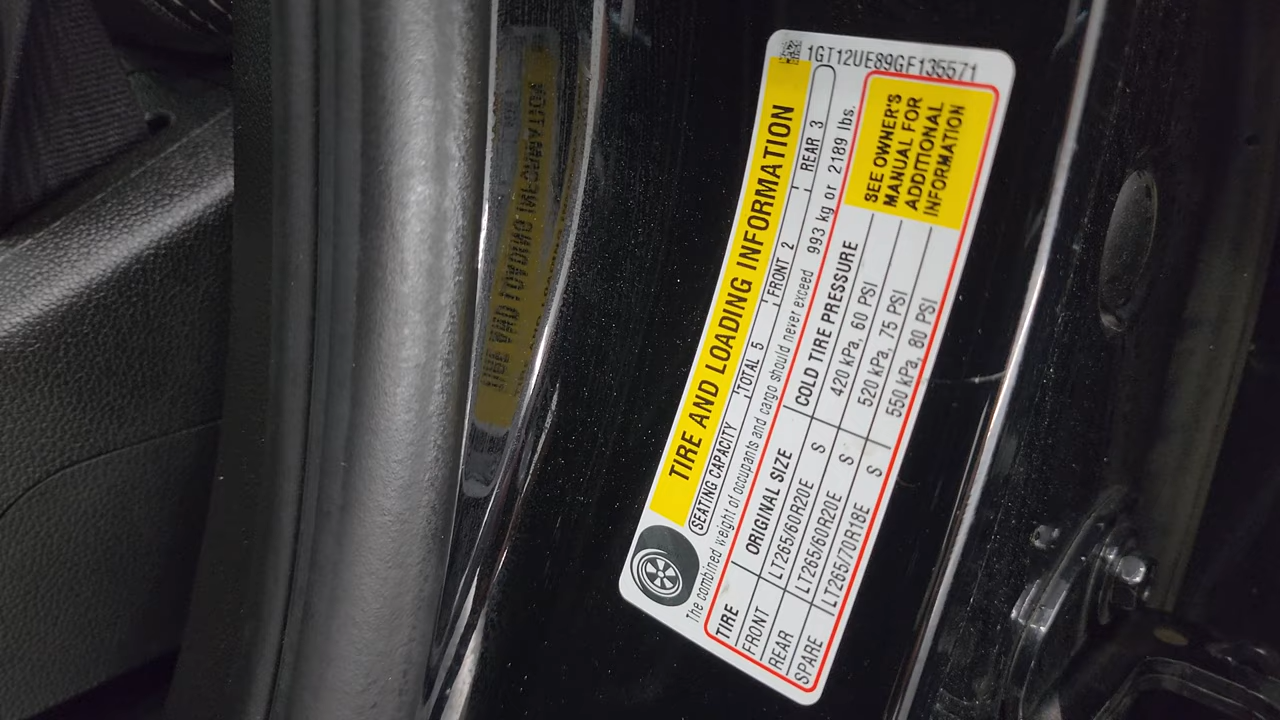 1GT12UE89GF135571
TIRE AND LOADING INFORMATION
SEATING CAPACITY TOTAL 5 FRONT 2 REAR 3
The combined weight of occupants and cargo should never exceed 993 kg or 2189 lbs.
TIRE ORIGINAL SIZE COLD TIRE PRESSURE
FRONT LT265/60R20E S 420 kPa, 60 PSI
REAR LT265/60R20E S 520 kPa, 75 PSI
SPARE LT265/70R18E S 550 kPa, 80 PSI
SEE OWNER'S
MANUAL FOR
ADDITIONAL
INFORMATION